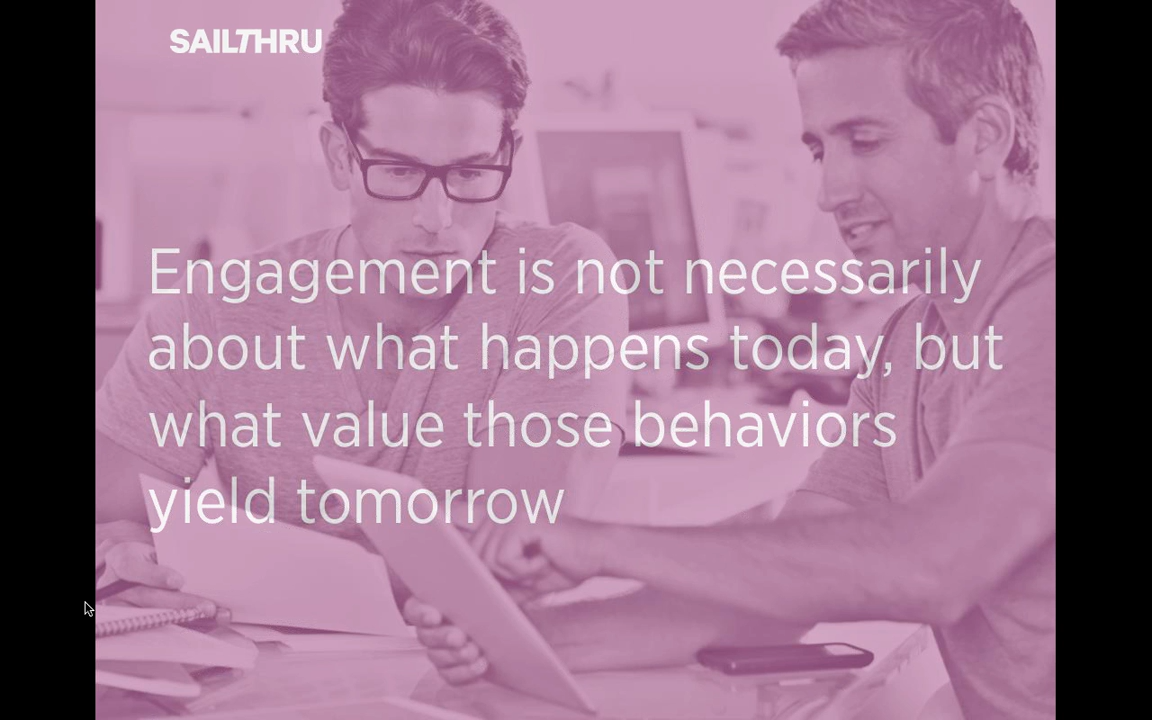 SAILTHRU
Engagement is not necessarily
about what happens today, but
what value those behaviors
yield tomorrow